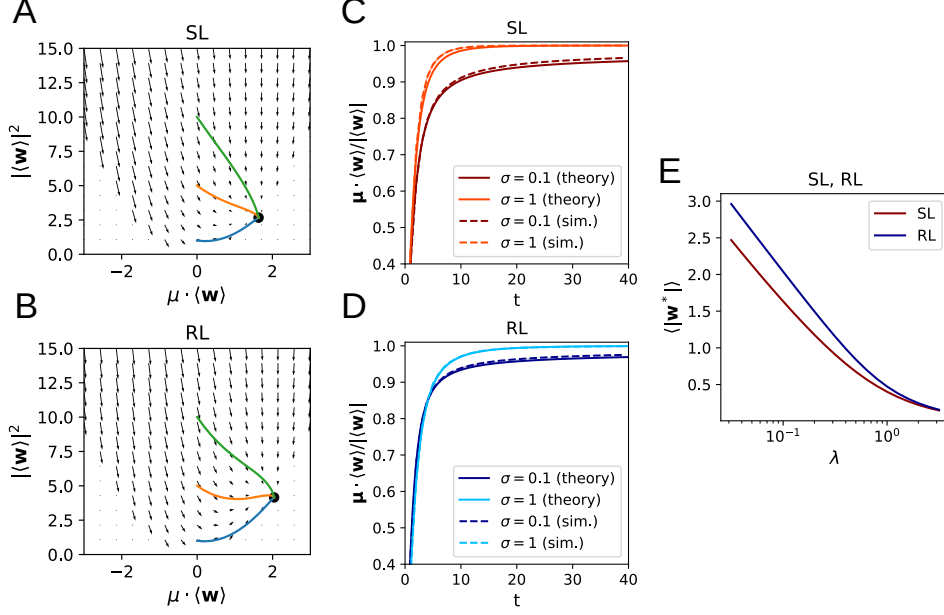 A
SL
15.0
12.5
10.0
7.5
5.0
2.5
0.0
|⟨w⟩|²
−2
0
2
μ · ⟨w⟩
B
RL
15.0
12.5
10.0
7.5
5.0
2.5
0.0
|⟨w⟩|²
−2
0
2
μ · ⟨w⟩
C
SL
1.0
0.9
0.8
0.7
0.6
0.5
0.4
μ · ⟨w⟩/|⟨w⟩|
σ = 0.1 (theory)
σ = 1 (theory)
σ = 0.1 (sim.)
σ = 1 (sim.)
0
10
20
30
40
t
D
RL
1.0
0.9
0.8
0.7
0.6
0.5
0.4
μ · ⟨w⟩/|⟨w⟩|
σ = 0.1 (theory)
σ = 1 (theory)
σ = 0.1 (sim.)
σ = 1 (sim.)
0
10
20
30
40
t
E
SL, RL
3.0
2.5
2.0
1.5
1.0
0.5
⟨|w*|⟩
SL
RL
10⁻¹
10⁰
λ